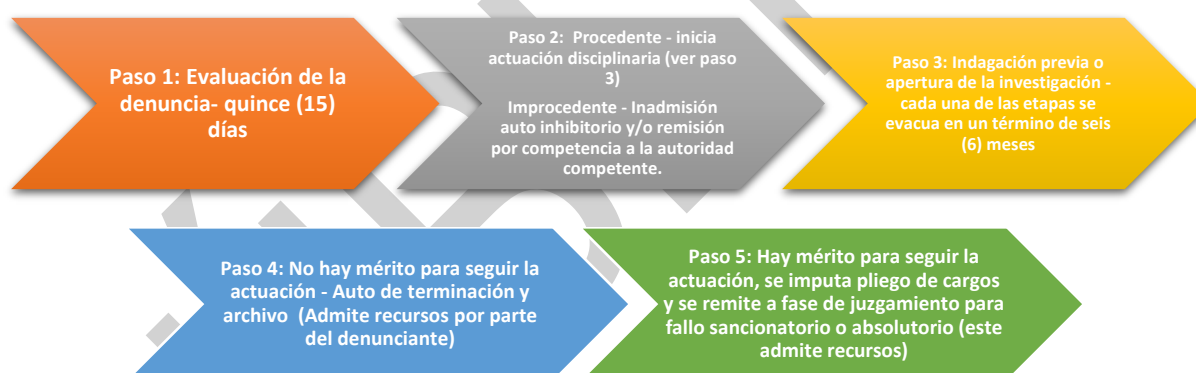 Paso 1: Evaluación de la
denuncia- quince (15)
días
Paso 2:  Procedente - inicia
actuación disciplinaria (ver paso
3)
Improcedente - Inadmisión
auto inhibitorio y/o remisión
por competencia a la autoridad
competente.
Paso 3: Indagación previa o
apertura de la investigación -
cada una de las etapas se
evacua en un término de seis
(6) meses
Paso 4: No hay mérito para seguir la
actuación - Auto de terminación y
archivo  (Admite recursos por parte
del denunciante)
Paso 5: Hay mérito para seguir la
actuación, se imputa pliego de cargos
y se remite a fase de juzgamiento para
fallo sancionatorio o absolutorio (este
admite recursos)